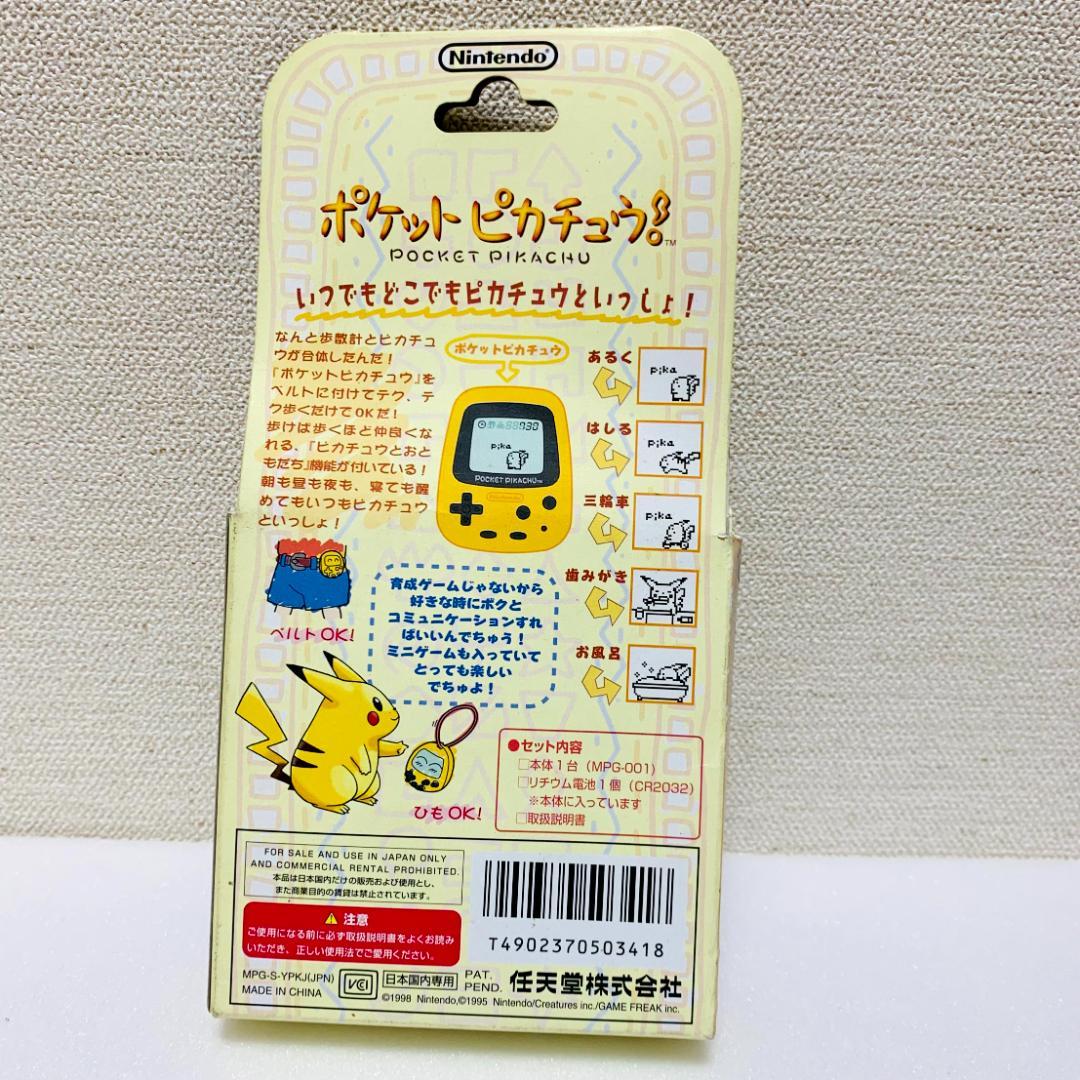 Nintendo®
ポケットピカチュウ!™
POCKET PIKACHU
いつでもどこでもピカチュウといっしょ!
なんと歩数計とピカチュ
ウが合体したんだ!
「ポケットピカチュウ」を
ベルトに付けてテク、テ
ク歩くだけでOKだ!
歩けば歩くほど仲良くな
れる、「ピカチュウとおと
もだち」機能が付いている!
朝も昼も夜も、寝ても醒
めてもいつもピカチュウ
といっしょ!
ポケットピカチュウ
pika
POCKET PIKACHU™
Nintendo
あるく
pika
はしる
pika
三輪車
pika
歯みがき
お風呂
ベルトOK!
育成ゲームじゃないから
好きな時にボクと
コミュニケーションすれ
ばいいんでちゅう!
ミニゲームも入っていて
とっても楽しい
でちゅよ!
ひもOK!
●セット内容
□本体1台(MPG-001)
□リチウム電池1個(CR2032)
※本体に入っています
□取扱説明書
FOR SALE AND USE IN JAPAN ONLY
AND COMMERCIAL RENTAL PROHIBITED.
本品は日本国内だけの販売および使用とし、
また商業目的の賃貸は禁止されています。
⚠ 注意
ご使用になる前に必ず取扱説明書をよくお読み
いただき、正しい使用法でご愛用ください。
T4902370503418
MPG-S-YPKJ(JPN)
MADE IN CHINA
VCI
日本国内専用
PAT.
PEND.
任天堂株式会社
©1998 Nintendo,©1995 Nintendo/Creatures inc./GAME FREAK inc.